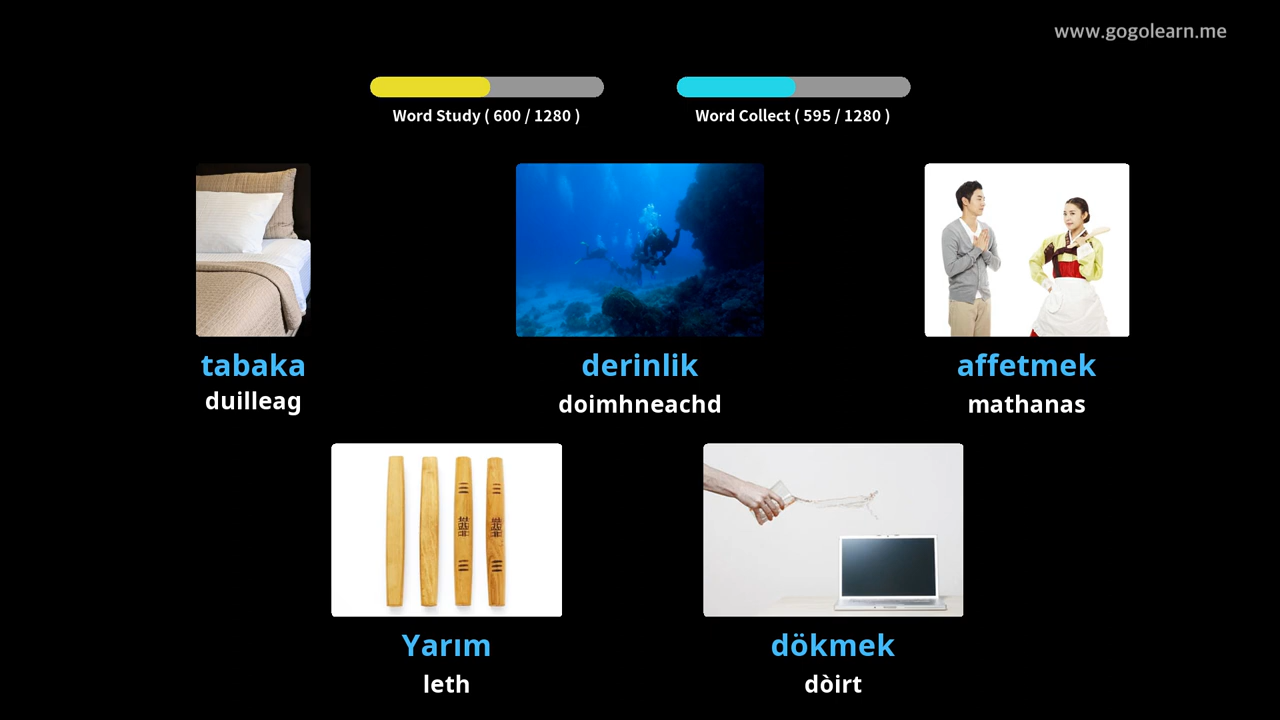 www.gogolearn.me
Word Study ( 600 / 1280 )
Word Collect ( 595 / 1280 )
tabaka
duilleag
derinlik
doimhneachd
affetmek
mathanas
Yarım
leth
dökmek
dòirt